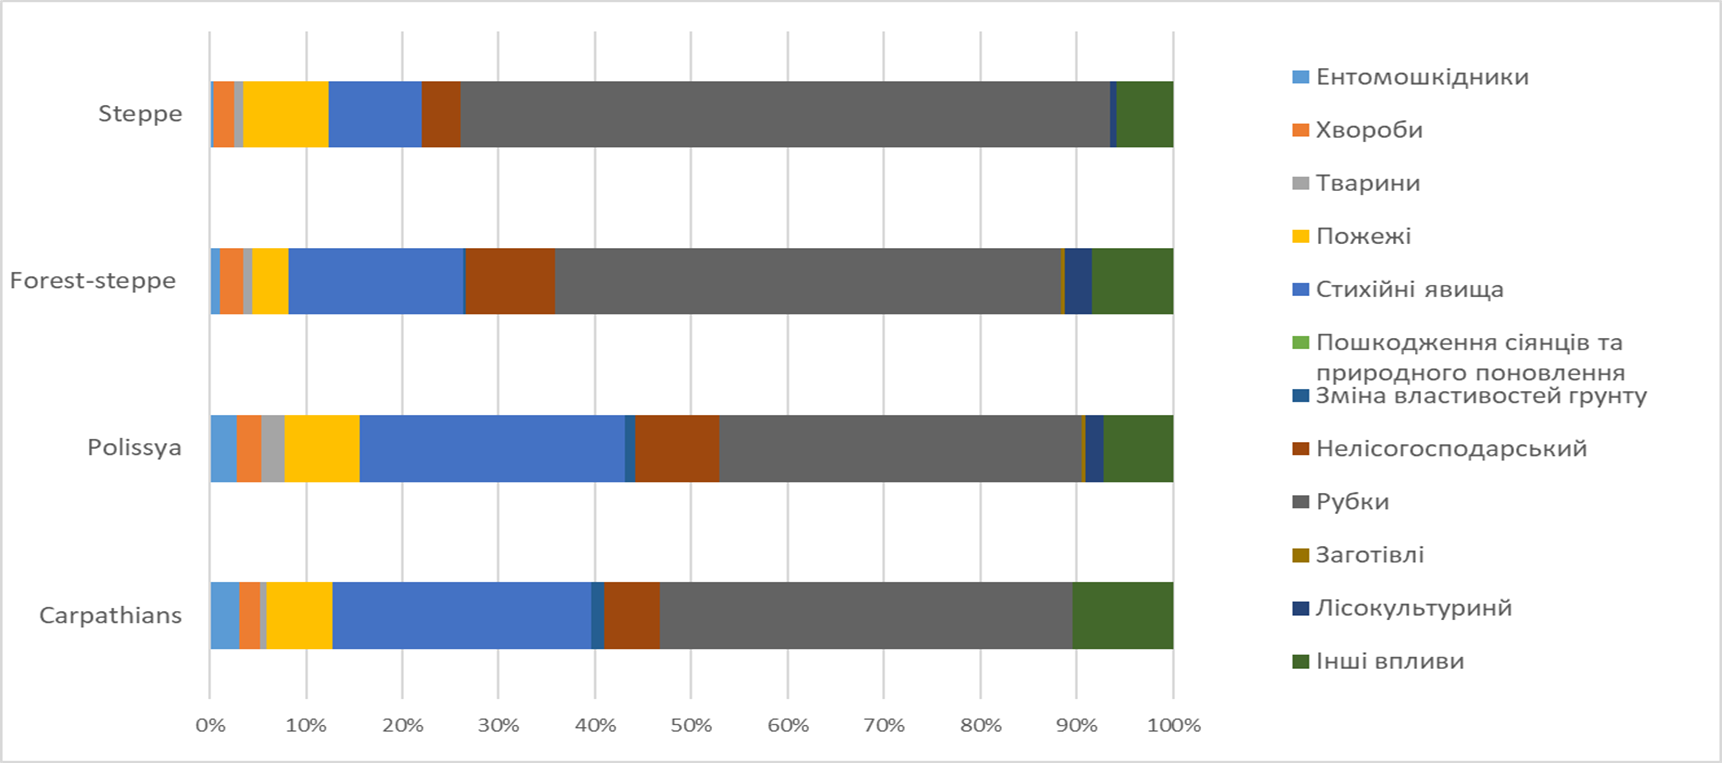 Steppe
Forest-steppe
Polissya
Carpathians
0% 10% 20% 30% 40% 50% 60% 70% 80% 90% 100%
Ентомошкідники
Хвороби
Тварини
Пожежі
Стихійні явища
Пошкодження сіянців та
природного поновлення
Зміна властивостей грунту
Нелісогосподарський
Рубки
Заготівлі
Лісокультуринй
Інші впливи